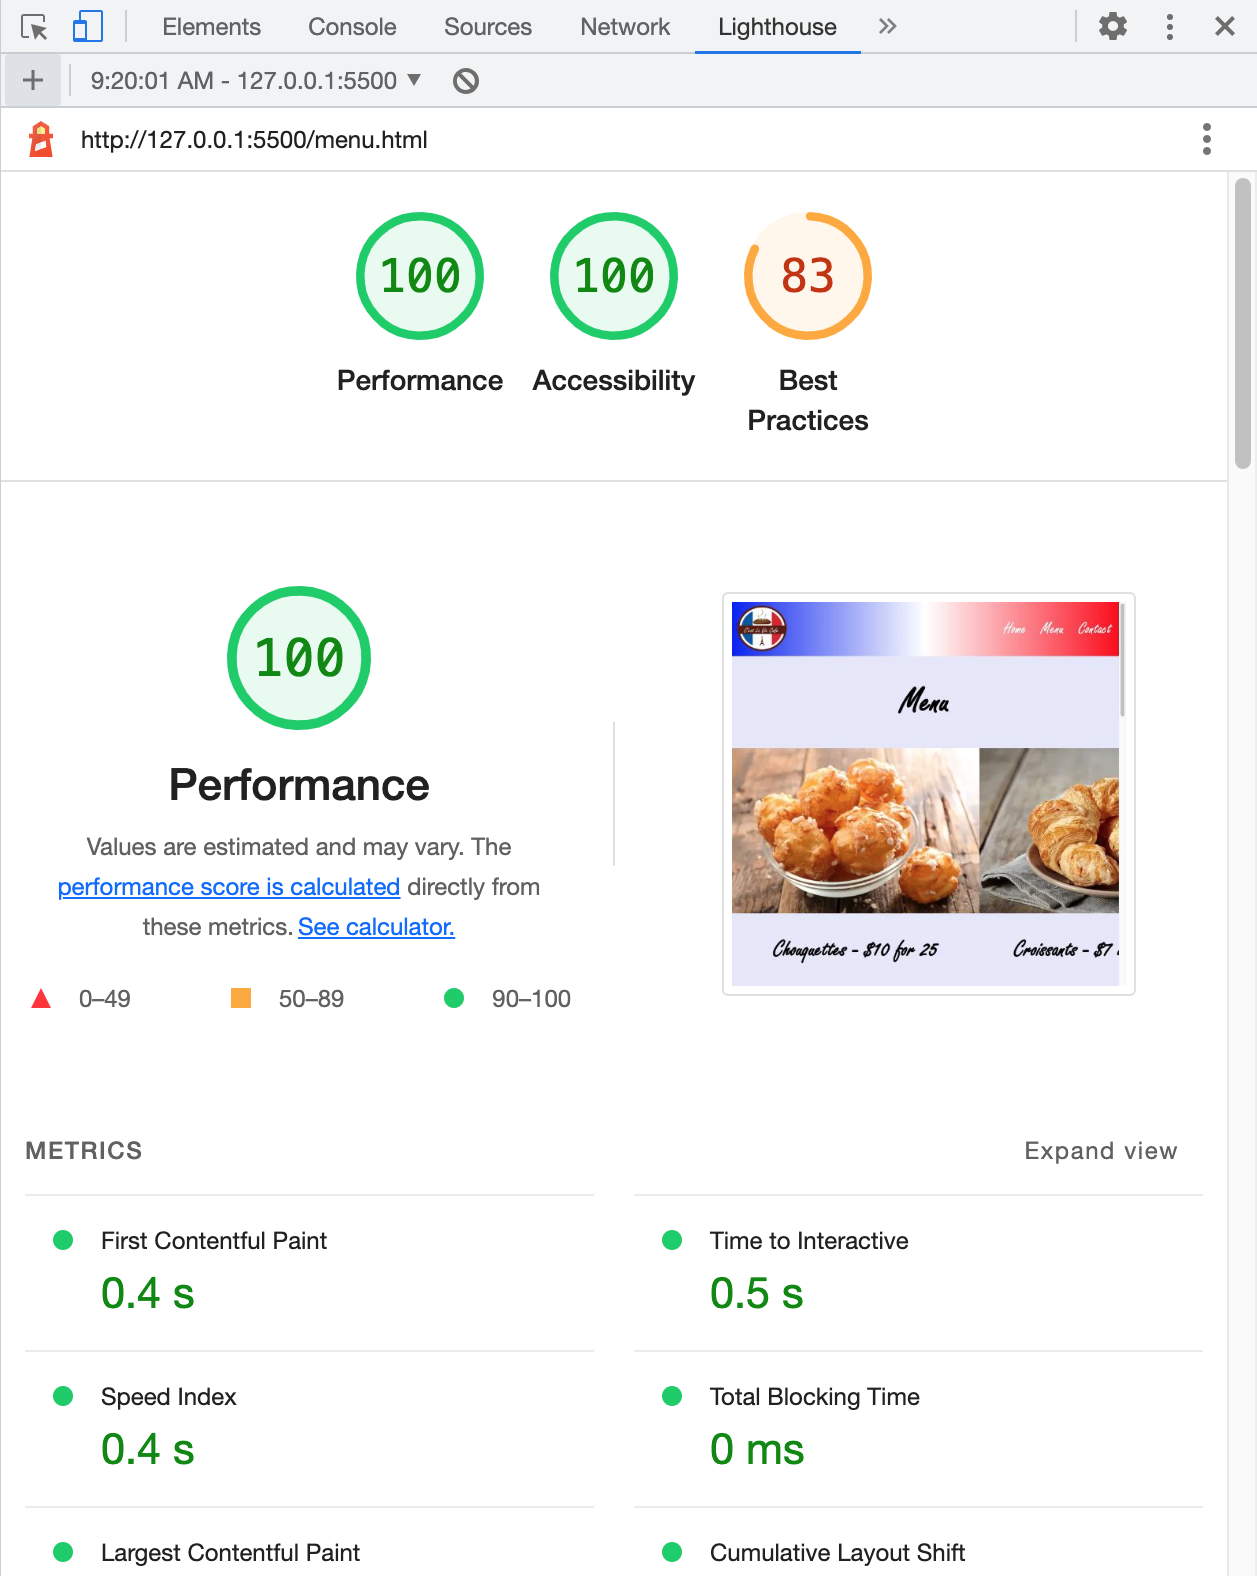 Elements Console Sources Network Lighthouse
9:20:01 AM - 127.0.0.1:5500
http://127.0.0.1:5500/menu.html
100 100 83
Performance Accessibility Best
Practices
100
Performance
Values are estimated and may vary. The
performance score is calculated directly from
these metrics. See calculator.
0–49 50–89 90–100
Home Menu Contact
Menu
Chouquettes - $10 for 25
Croissants - $7
METRICS
Expand view
First Contentful Paint
0.4 s
Time to Interactive
0.5 s
Speed Index
0.4 s
Total Blocking Time
0 ms
Largest Contentful Paint
Cumulative Layout Shift